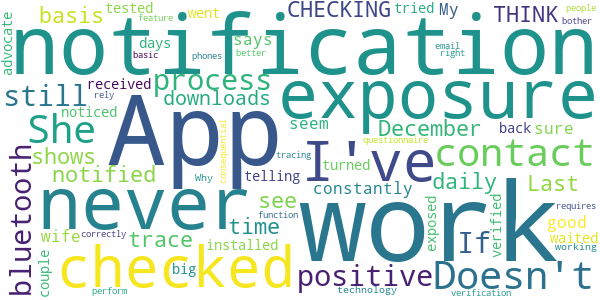 advocate basis tested went CHECKING tried My THINK
days says feature email right people bother
phones basic better
notification
still received process downloads exposure
noticed seem December back sure
She App I've contact
shows notified telling Why rely consequential tracing turned questionnaire
bluetooth never time see constantly exposed daily verified Last
wife trace installed function If good waited
couple checked correctly big positive work Doesn't
perform technology verification requires working